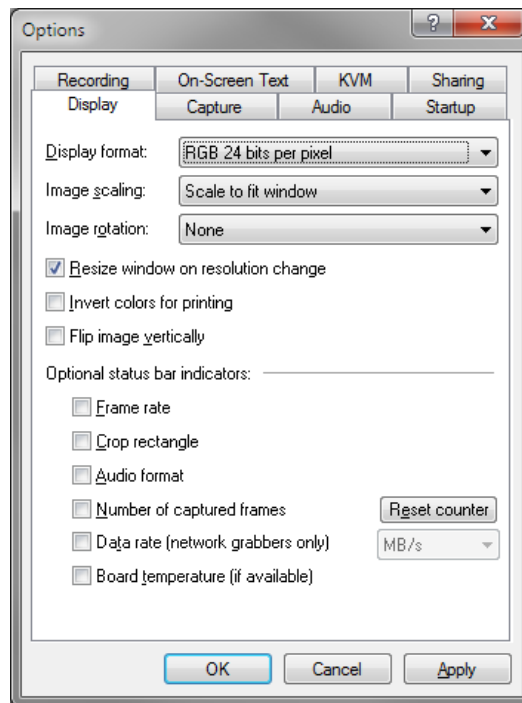 Options
Recording On-Screen Text KVM Sharing
Display Capture Audio Startup
Display format: RGB 24 bits per pixel
Image scaling: Scale to fit window
Image rotation: None
Resize window on resolution change
Invert colors for printing
Flip image vertically
Optional status bar indicators:
Frame rate
Crop rectangle
Audio format
Number of captured frames Reset counter
Data rate (network grabbers only) MB/s
Board temperature (if available)
OK Cancel Apply